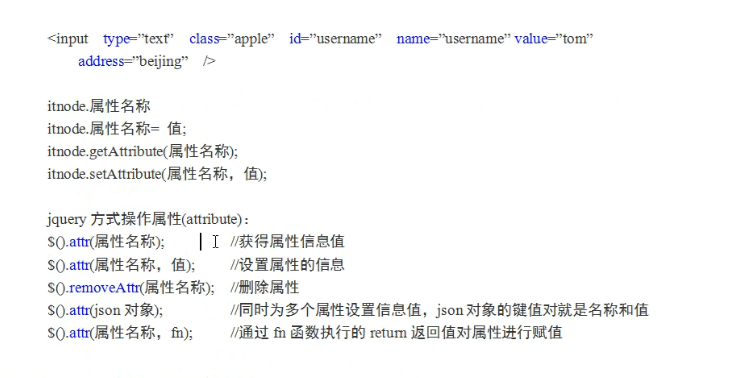 <input type=”text” class=”apple” id=”username” name=”username” value=”tom”
address=”beijing” />
itnode.属性名称
itnode.属性名称= 值;
itnode.getAttribute(属性名称);
itnode.setAttribute(属性名称，值);
jquery 方式操作属性(attribute)：
$().attr(属性名称); //获得属性信息值
$().attr(属性名称，值); //设置属性的信息
$().removeAttr(属性名称); //删除属性
$().attr(json 对象); //同时为多个属性设置信息值，json 对象的键值对就是名称和值
$().attr(属性名称，fn); //通过 fn 函数执行的 return 返回值对属性进行赋值